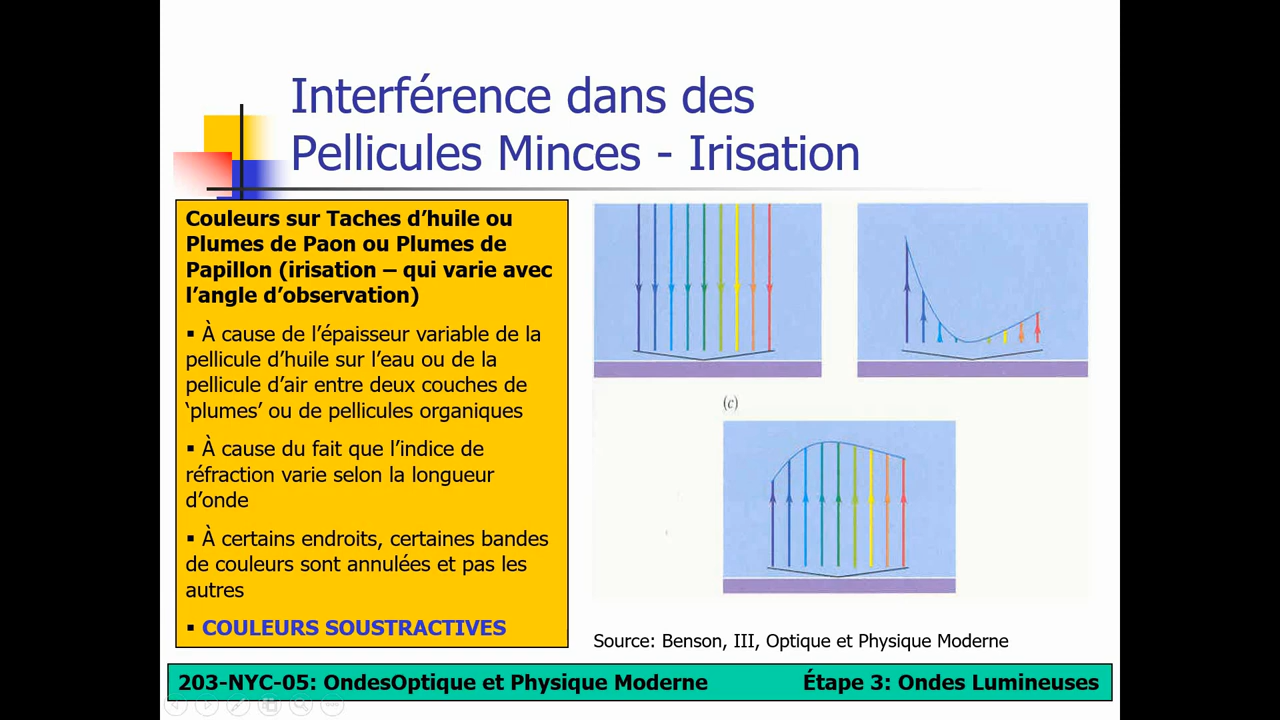 Interférence dans des
Pellicules Minces - Irisation
Couleurs sur Taches d’huile ou
Plumes de Paon ou Plumes de
Papillon (irisation – qui varie avec
l’angle d’observation)
▪ À cause de l’épaisseur variable de la
pellicule d’huile sur l’eau ou de la
pellicule d’air entre deux couches de
‘plumes’ ou de pellicules organiques
▪ À cause du fait que l’indice de
réfraction varie selon la longueur
d’onde
▪ À certains endroits, certaines bandes
de couleurs sont annulées et pas les
autres
▪ COULEURS SOUSTRACTIVES
(c)
Source: Benson, III, Optique et Physique Moderne
203-NYC-05: OndesOptique et Physique Moderne
Étape 3: Ondes Lumineuses